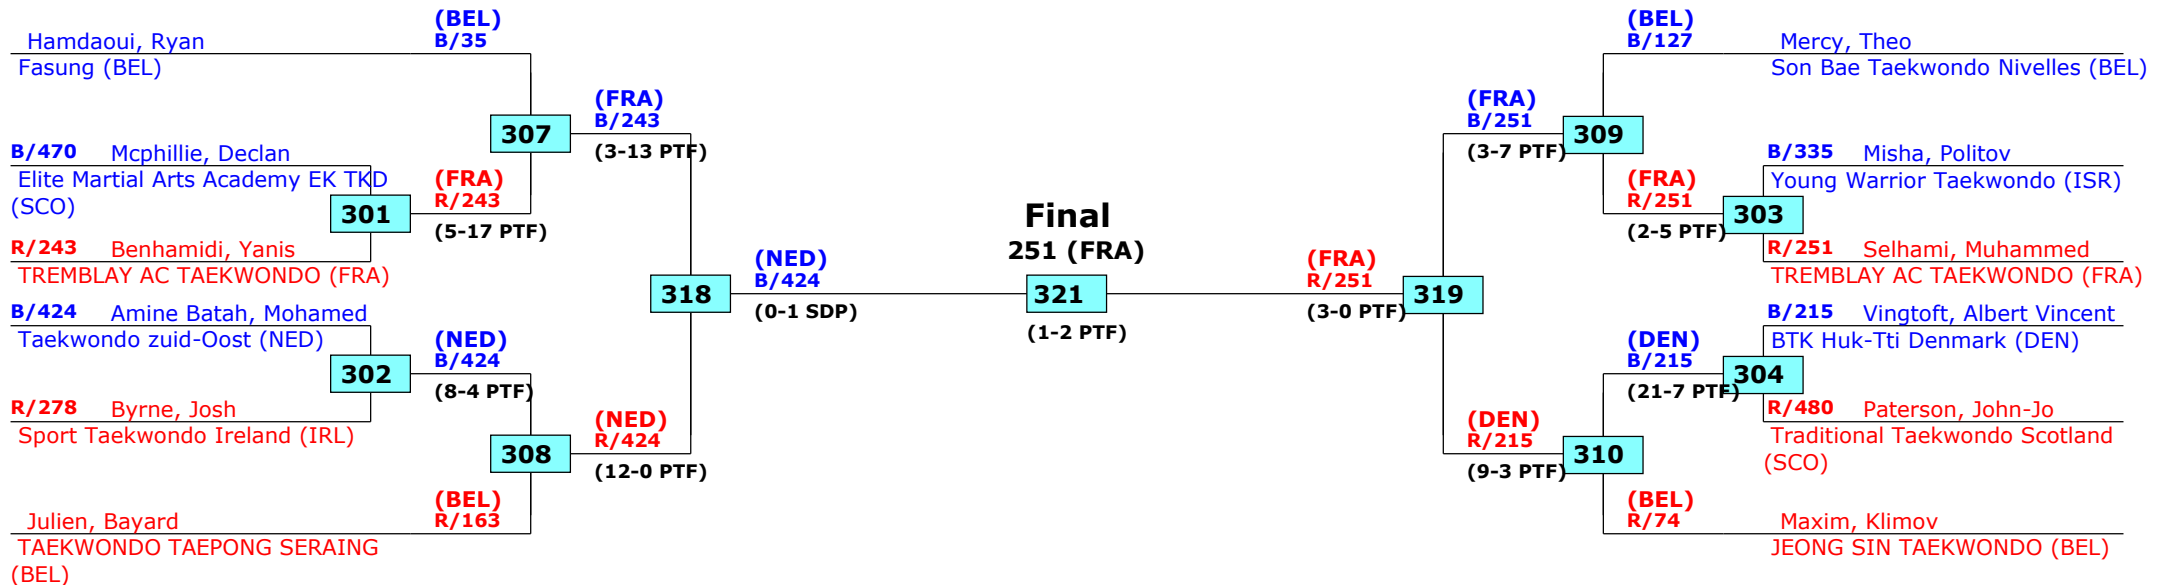 (BEL)
B/35
Hamdaoui, Ryan
Fasung (BEL)
(FRA)
B/243
307
(3-13 PTF)
B/470 Mcphillie, Declan
Elite Martial Arts Academy EK TKD
(SCO)
(FRA)
R/243
301
(5-17 PTF)
R/243 Benhamidi, Yanis
TREMBLAY AC TAEKWONDO (FRA)
(NED)
B/424
318
(0-1 SDP)
B/424 Amine Batah, Mohamed
Taekwondo zuid-Oost (NED)
(NED)
B/424
302
(8-4 PTF)
R/278 Byrne, Josh
Sport Taekwondo Ireland (IRL)
(NED)
R/424
308
(12-0 PTF)
(BEL)
R/163
Julien, Bayard
TAEKWONDO TAEPONG SERAING
(BEL)
Final
251 (FRA)
321
(1-2 PTF)
(BEL)
B/127
Mercy, Theo
Son Bae Taekwondo Nivelles (BEL)
(FRA)
B/251
309
(3-7 PTF)
B/335 Misha, Politov
Young Warrior Taekwondo (ISR)
(FRA)
R/251
303
(2-5 PTF)
R/251 Selhami, Muhammed
TREMBLAY AC TAEKWONDO (FRA)
(FRA)
R/251
319
(3-0 PTF)
B/215 Vingtoft, Albert Vincent
BTK Huk-Tti Denmark (DEN)
(DEN)
B/215
304
(21-7 PTF)
R/480 Paterson, John-Jo
Traditional Taekwondo Scotland
(SCO)
(DEN)
R/215
310
(9-3 PTF)
(BEL)
R/74
Maxim, Klimov
JEONG SIN TAEKWONDO (BEL)